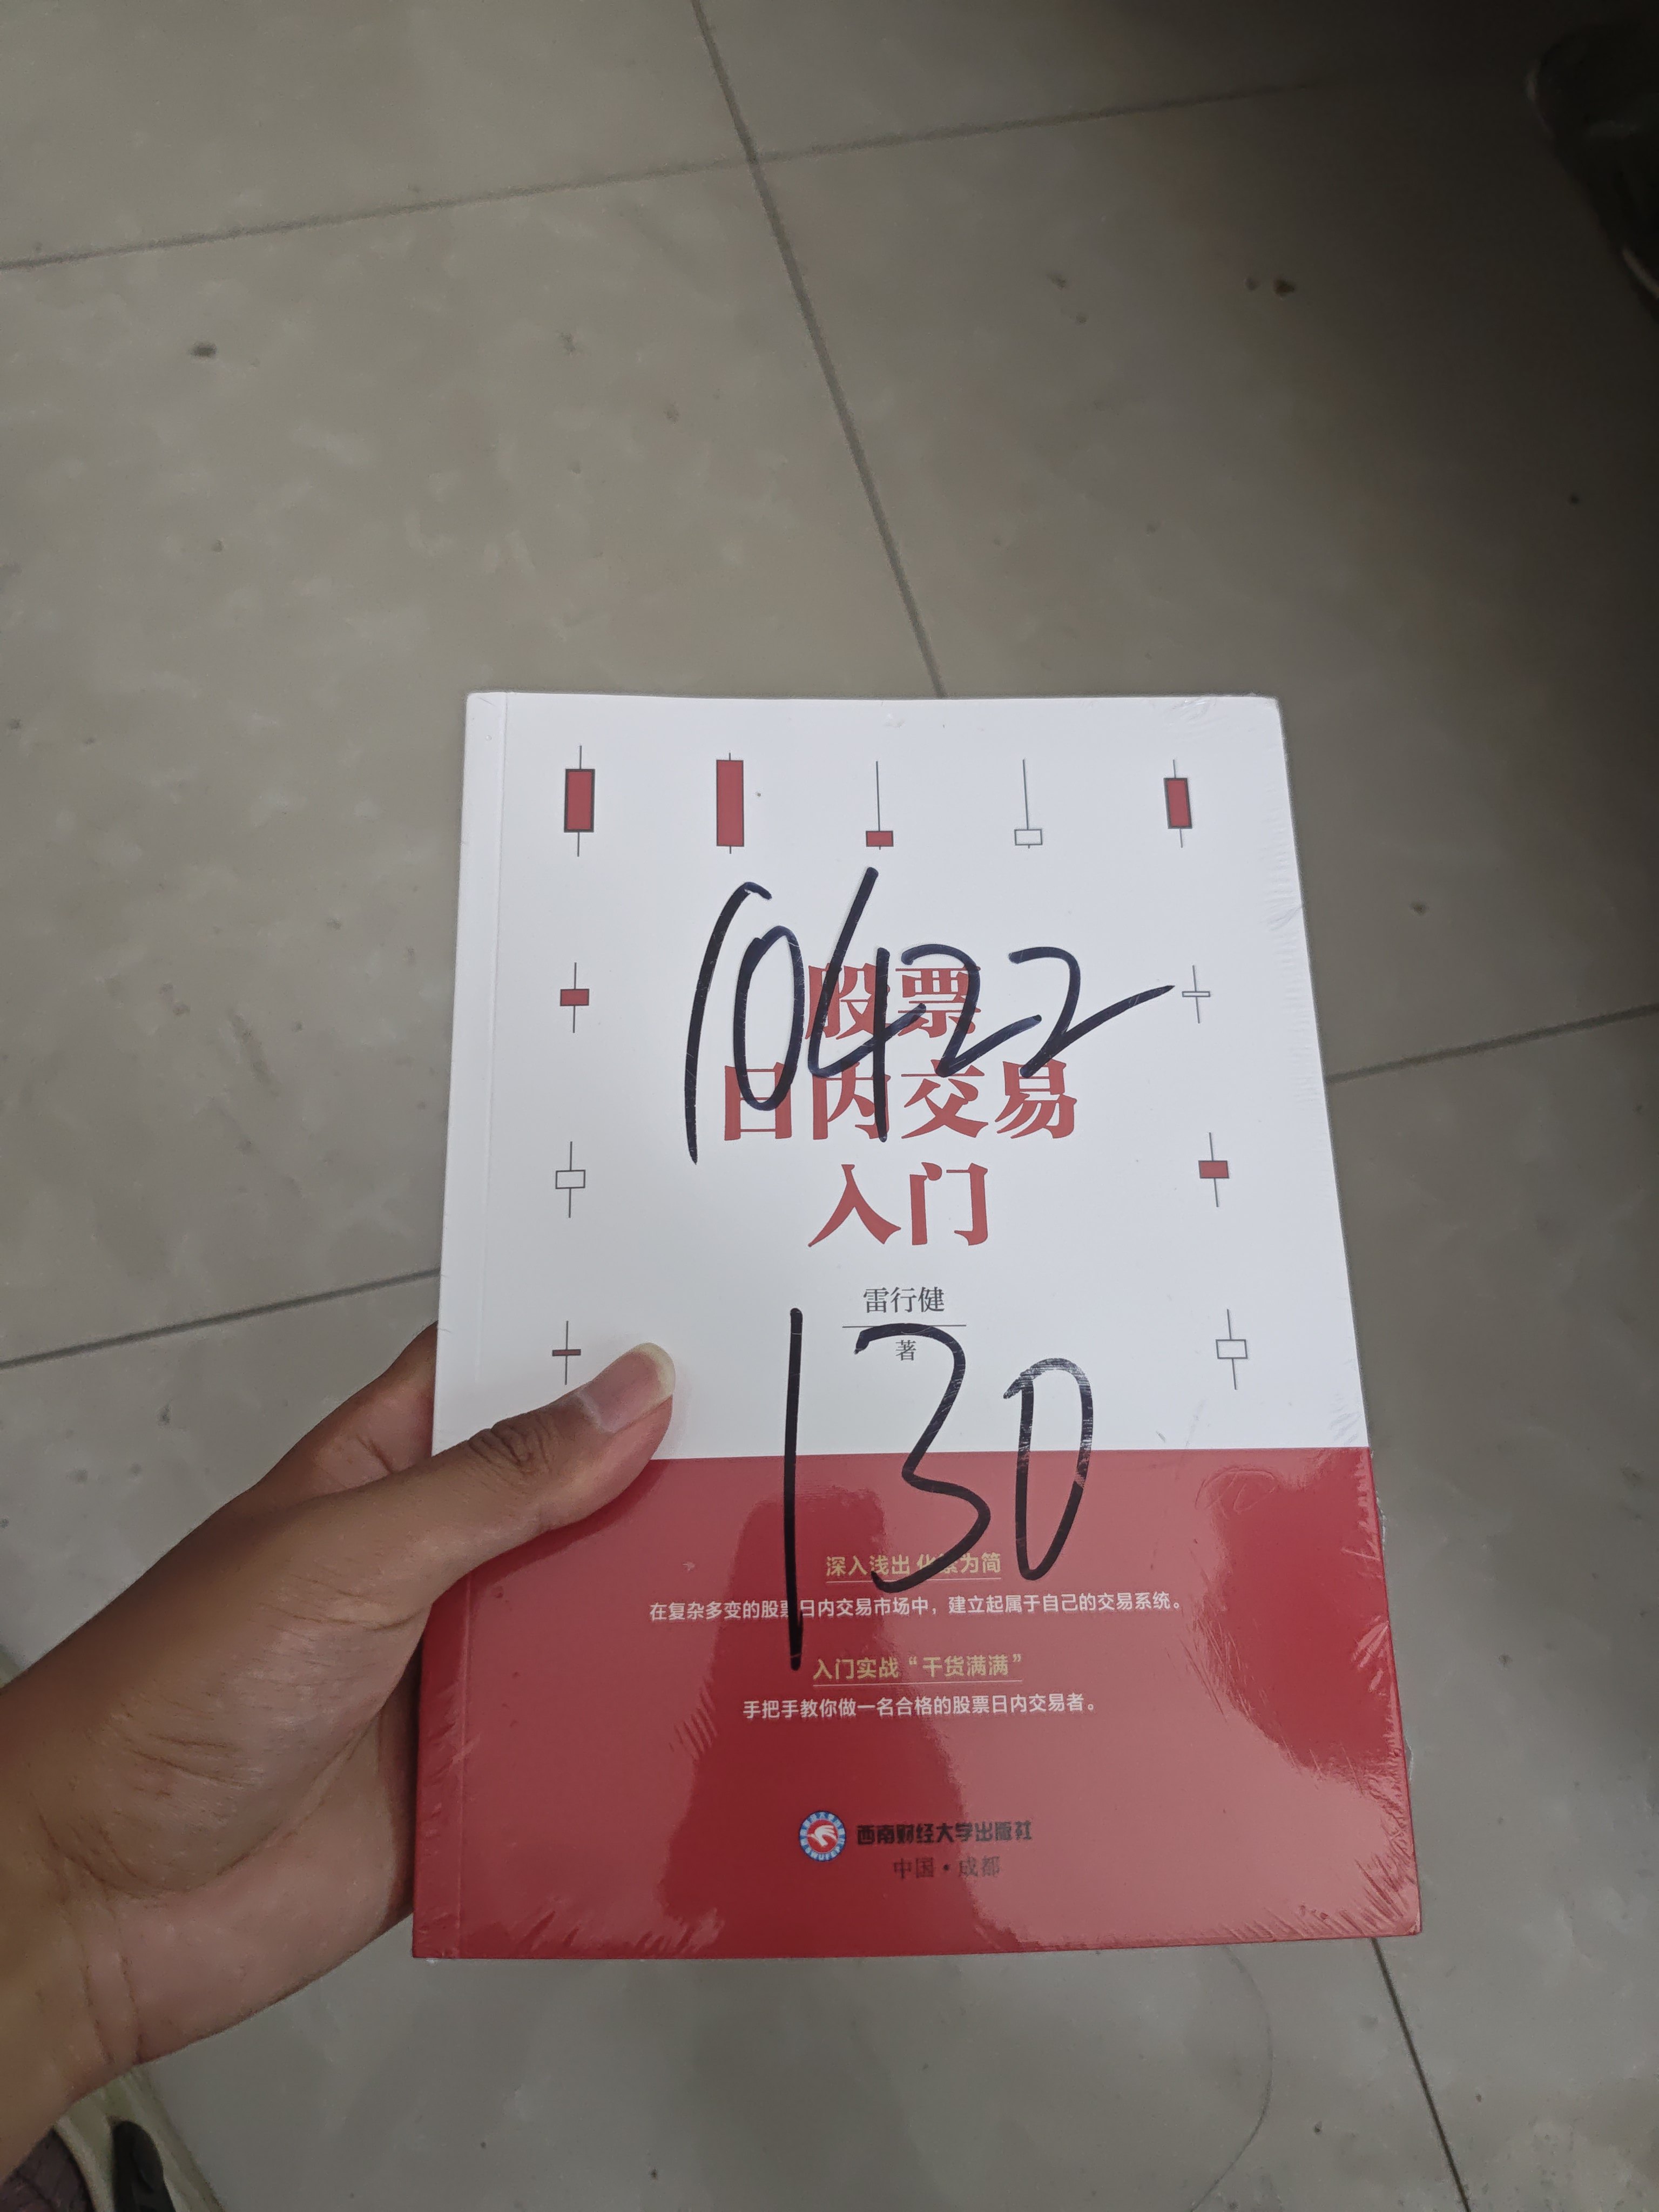 10422
股票
日内交易
入门
雷行健
著
130
深入浅出 化繁为简
在复杂多变的股票日内交易市场中，建立起属于自己的交易系统。
入门实战“干货满满”
手把手教你做一名合格的股票日内交易者。
西南财经大学出版社
中国·成都